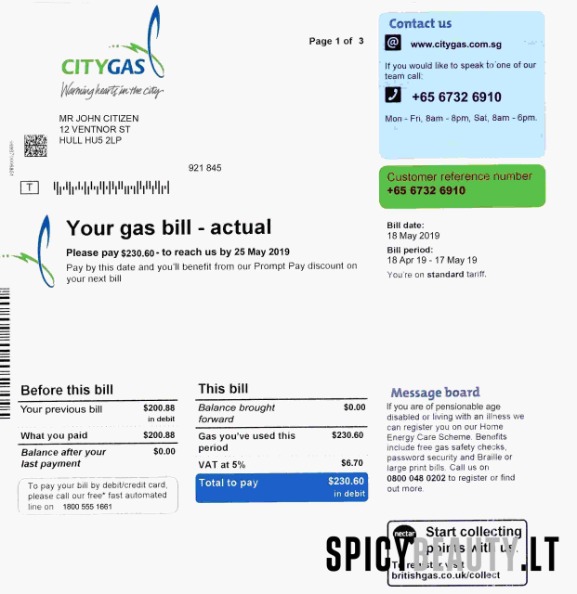 Page 1 of 3
CITYGAS
Warming hearts in the city
MR JOHN CITIZEN
12 VENTNOR ST
HULL HU5 2LP
921 845
T
Contact us
@ www.citygas.com.sg
If you would like to speak to one of our
team call:
+65 6732 6910
Mon - Fri, 8am - 8pm, Sat, 8am - 6pm.
Customer reference number
+65 6732 6910
Your gas bill - actual
Please pay $230.60 - to reach us by 25 May 2019
Pay by this date and you'll benefit from our Prompt Pay discount on
your next bill
Bill date:
18 May 2019
Bill period:
18 Apr 19 - 17 May 19
You're on standard tariff.
Before this bill
Your previous bill $200.88
in debit
What you paid $200.88
Balance after your $0.00
last payment
To pay your bill by debit/credit card,
please call our free* fast automated
line on 1800 555 1661
This bill
Balance brought $0.00
forward
Gas you've used this $230.60
period
VAT at 5% $6.70
Total to pay $230.60
in debit
Message board
If you are of pensionable age
disabled or living with an illness we
can register you on our Home
Energy Care Scheme. Benefits
include free gas safety checks,
password security and Braille or
large print bills. Call us on
0800 048 0202 to register or find
out more.
nectar Start collecting
points with us.
To register visit
britishgas.co.uk/collect
SPICYBEAUTY.LT